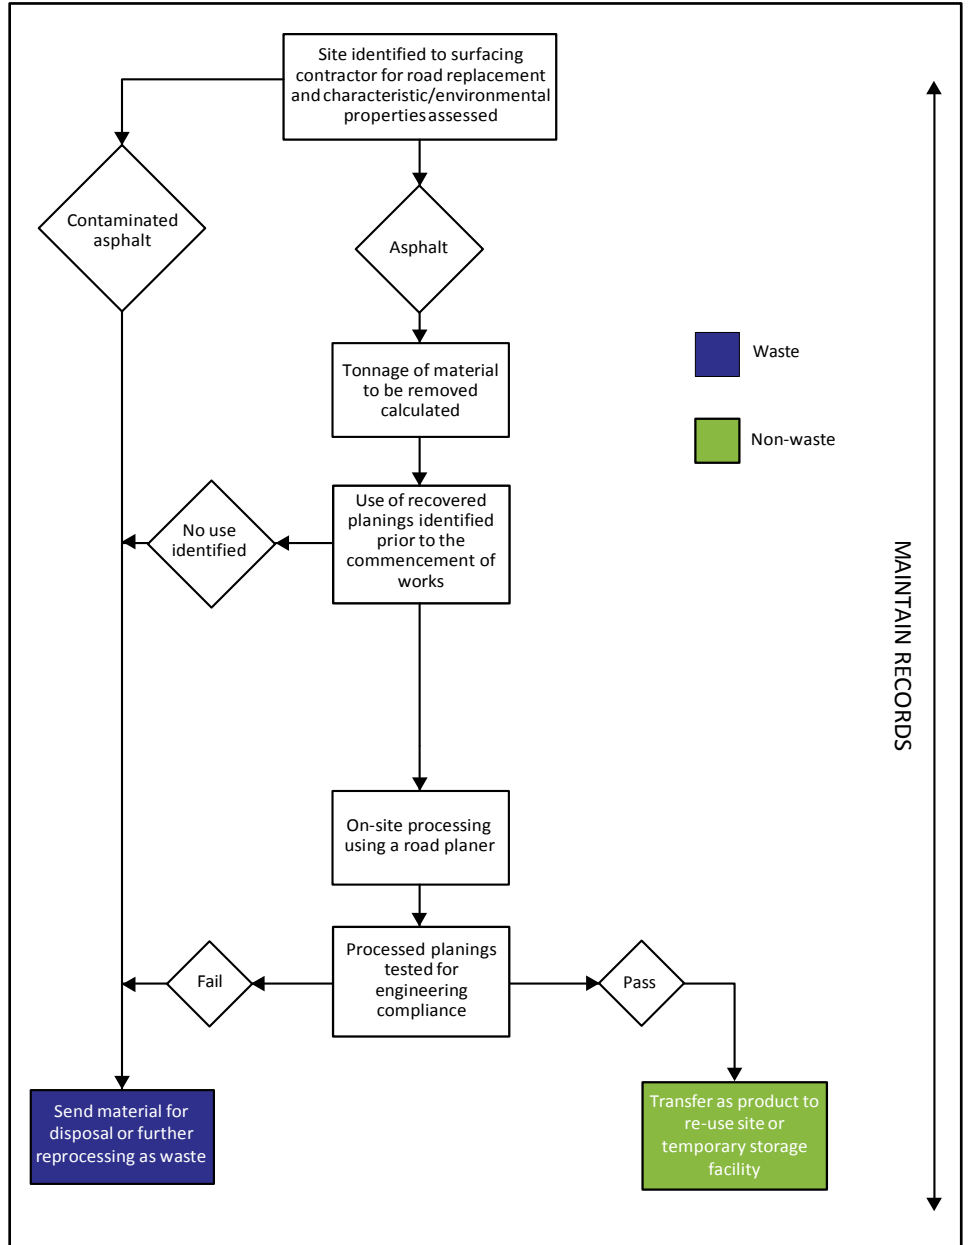 Site identified to surfacing
contractor for road replacement
and characteristic/environmental
properties assessed
Contaminated
asphalt
Asphalt
Tonnage of material
to be removed
calculated
Waste
Non-waste
No use
identified
Use of recovered
planings identified
prior to the
commencement of
works
MAINTAIN RECORDS
On-site processing
using a road planer
Fail
Processed planings
tested for
engineering
compliance
Pass
Send material for
disposal or further
reprocessing as waste
Transfer as product to
re-use site or
temporary storage
facility